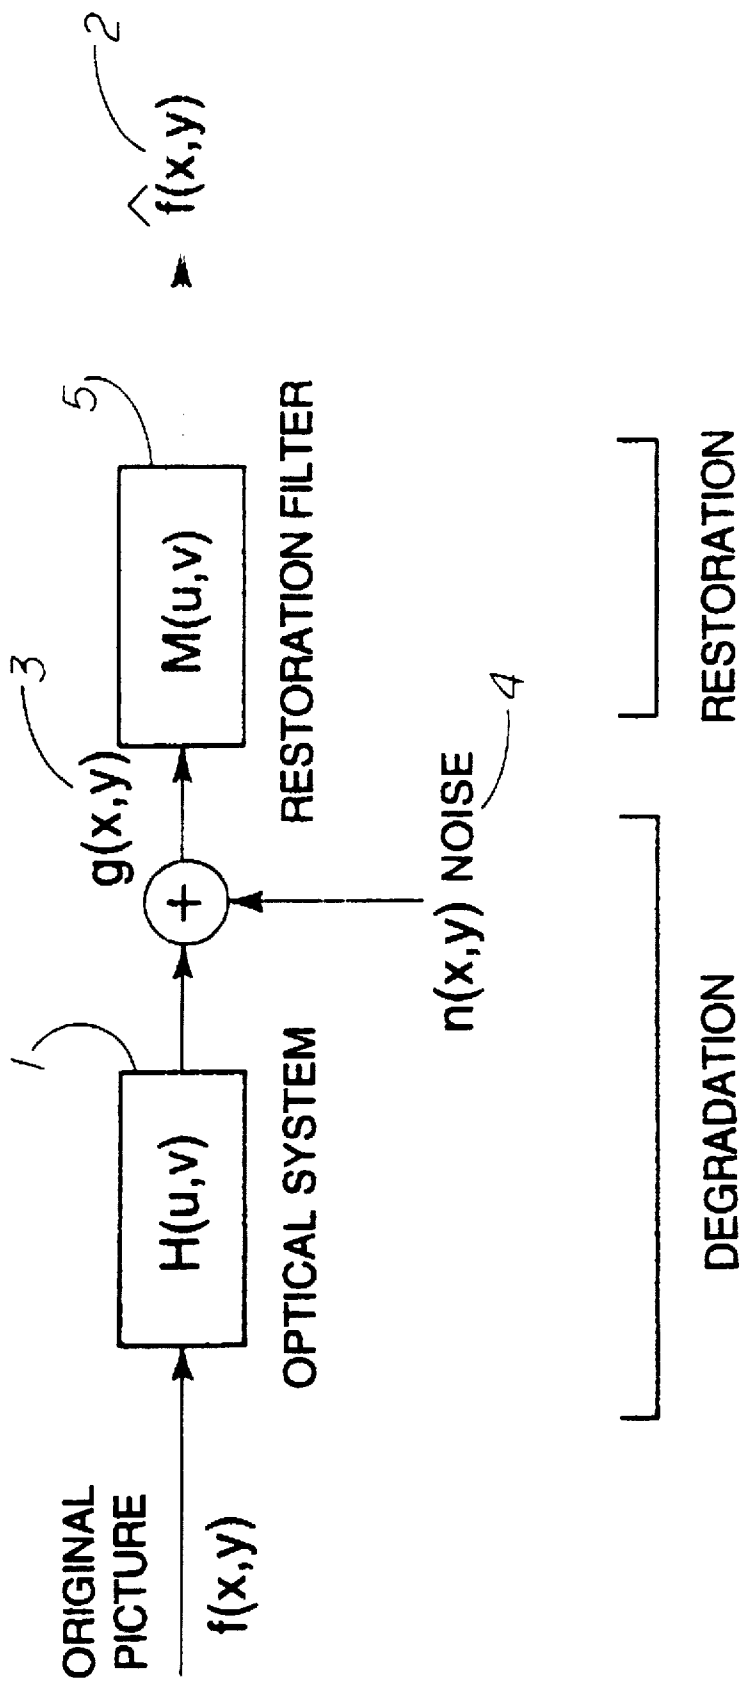 ORIGINAL
PICTURE
f(x,y)
1
H(u,v)
OPTICAL SYSTEM
+
g(x,y)
3
n(x,y) NOISE
4
M(u,v)
5
RESTORATION FILTER
f̂(x,y)
2
DEGRADATION
RESTORATION